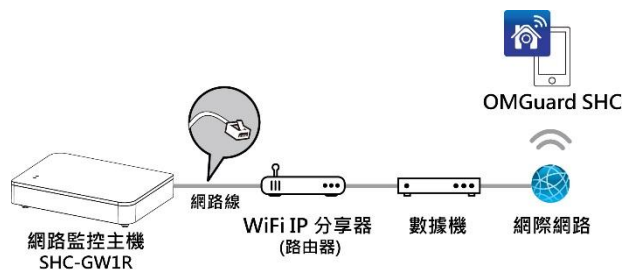 OMGuard SHC
網路線
網路監控主機
SHC-GW1R
WiFi IP 分享器
(路由器)
數據機
網際網路